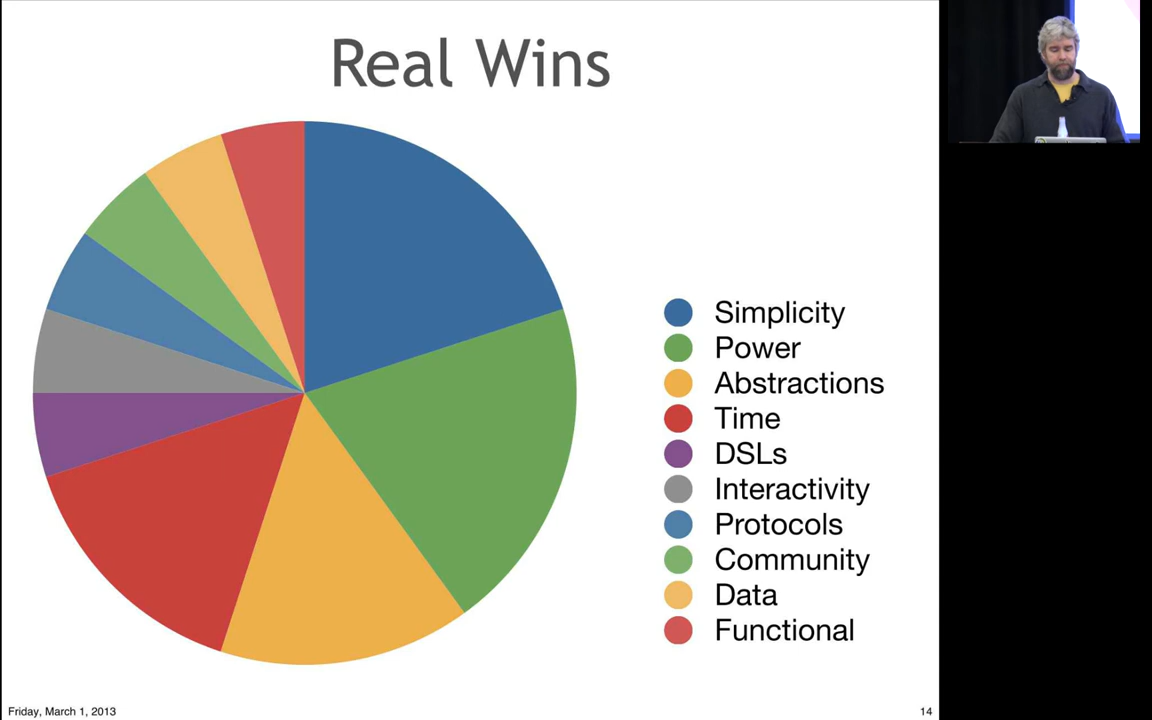 Real Wins
Simplicity
Power
Abstractions
Time
DSLs
Interactivity
Protocols
Community
Data
Functional
Friday, March 1, 2013
14